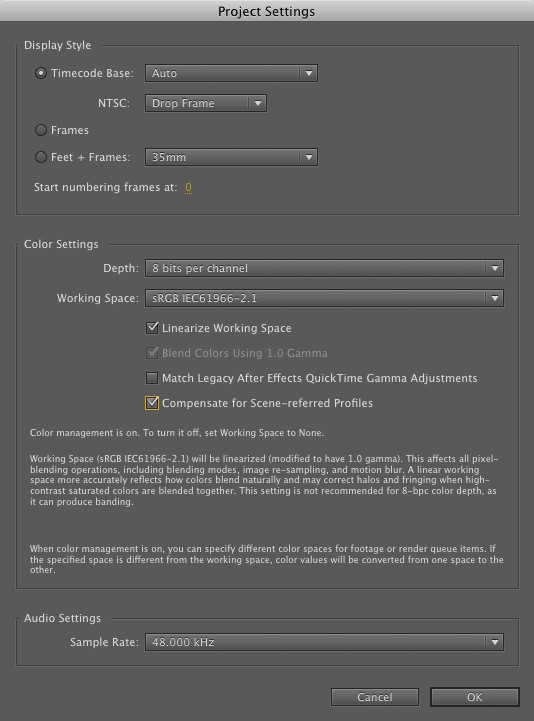 Project Settings
Display Style
Timecode Base: Auto
NTSC: Drop Frame
Frames
Feet + Frames: 35mm
Start numbering frames at: 0
Color Settings
Depth: 8 bits per channel
Working Space: sRGB IEC61966-2.1
Linearize Working Space
Blend Colors Using 1.0 Gamma
Match Legacy After Effects QuickTime Gamma Adjustments
Compensate for Scene-referred Profiles
Color management is on. To turn it off, set Working Space to None.
Working Space (sRGB IEC61966-2.1) will be linearized (modified to have 1.0 gamma). This affects all pixel-
blending operations, including blending modes, image re-sampling, and motion blur. A linear working
space more accurately reflects how colors blend naturally and may correct halos and fringing when high-
contrast saturated colors are blended together. This setting is not recommended for 8-bpc color depth, as
it can produce banding.
When color management is on, you can specify different color spaces for footage or render queue items. If
the specified space is different from the working space, color values will be converted from one space to the
other.
Audio Settings
Sample Rate: 48.000 kHz
Cancel OK